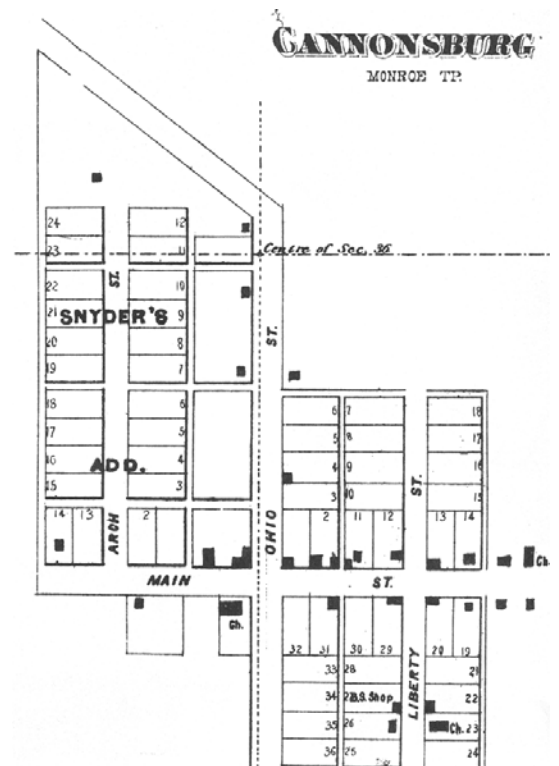 CANNONSBURG
MONROE TP.
24 12
23 11 Centre of Sec. 36
ST.
22 10
21 SNYDER'S 9
20 8 ST.
19 7
18 6 6 7 18
17 5 5 8 17
16 ADD. 4 4 9 16
15 3 3 10 ST. 15
14 13 2 2 11 12 13 14
ARCH OHIO
Ch.
MAIN ST.
Ch.
32 31 30 29 20 19
33 28 21
34 27 B.S. Shop 22
LIBERTY
35 26 Ch. 23
36 25 24